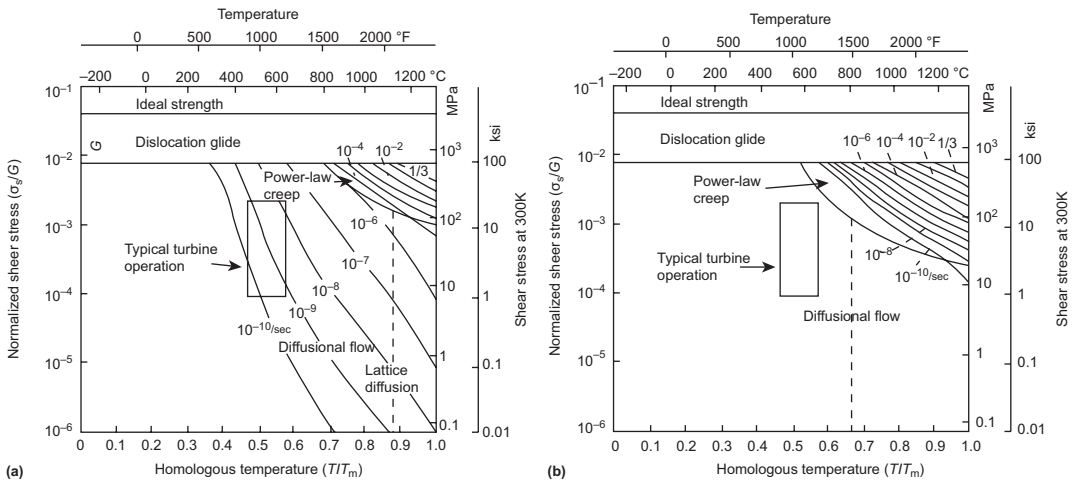 Temperature
0 500 1000 1500 2000 °F
−200 0 200 400 600 800 1000 1200 °C
10⁻¹
10⁻²
10⁻³
10⁻⁴
10⁻⁵
10⁻⁶
Normalized sheer stress (σₛ/G)
Ideal strength
G
Dislocation glide
10⁻⁴
10⁻²
1/3
Power-law
creep
10⁻⁶
Typical turbine
operation
10⁻⁷
10⁻⁸
10⁻⁹
10⁻¹⁰/sec
Diffusional flow
Lattice
diffusion
MPa
10³
10²
10
1
0.1
ksi
100
10
1
0.1
0.01
Shear stress at 300K
0 0.1 0.2 0.3 0.4 0.5 0.6 0.7 0.8 0.9 1.0
Homologous temperature (T/Tₘ)
(a)
Temperature
0 500 1000 1500 2000 °F
−200 0 200 400 600 800 1000 1200 °C
10⁻¹
10⁻²
10⁻³
10⁻⁴
10⁻⁵
10⁻⁶
Normalized sheer stress (σₛ/G)
Ideal strength
Dislocation glide
10⁻⁶
10⁻⁴
10⁻²
1/3
Power-law
creep
Typical turbine
operation
10⁻⁸
10⁻¹⁰/sec
Diffusional flow
MPa
10³
10²
10
1
0.1
ksi
100
10
1
0.1
0.01
Shear stress at 300K
0 0.1 0.2 0.3 0.4 0.5 0.6 0.7 0.8 0.9 1.0
Homologous temperature (T/Tₘ)
(b)